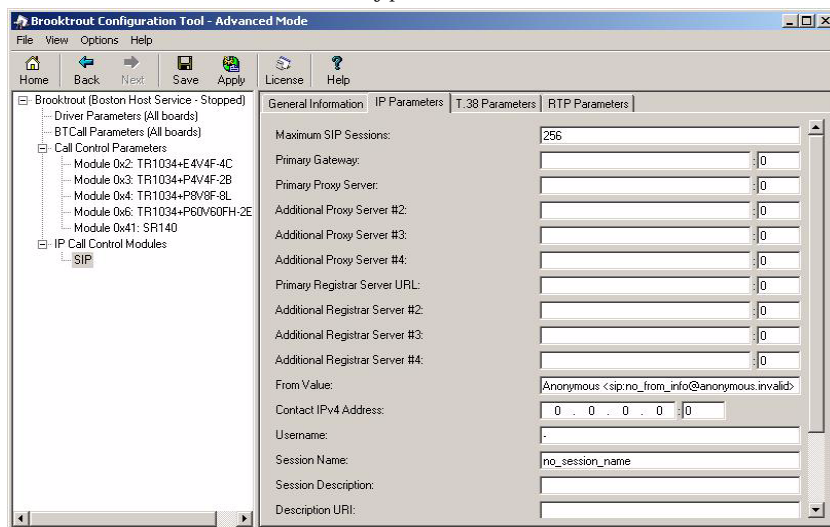 Brooktrout Configuration Tool - Advanced Mode
File View Options Help
Home Back Next Save Apply License Help
Brooktrout (Boston Host Service - Stopped)
Driver Parameters (All boards)
BTCall Parameters (All boards)
Call Control Parameters
Module 0x2: TR1034+E4V4F-4C
Module 0x3: TR1034+P4V4F-2B
Module 0x4: TR1034+P8V8F-8L
Module 0x6: TR1034+P60V60FH-2E
Module 0x41: SR140
IP Call Control Modules
SIP
General Information IP Parameters T.38 Parameters RTP Parameters
Maximum SIP Sessions: 256
Primary Gateway: :0
Primary Proxy Server: :0
Additional Proxy Server #2: :0
Additional Proxy Server #3: :0
Additional Proxy Server #4: :0
Primary Registrar Server URL: :0
Additional Registrar Server #2: :0
Additional Registrar Server #3: :0
Additional Registrar Server #4: :0
From Value: Anonymous <sip:no_from_info@anonymous.invalid>
Contact IPv4 Address: 0 . 0 . 0 . 0 :0
Username: -
Session Name: no_session_name
Session Description:
Description URI: